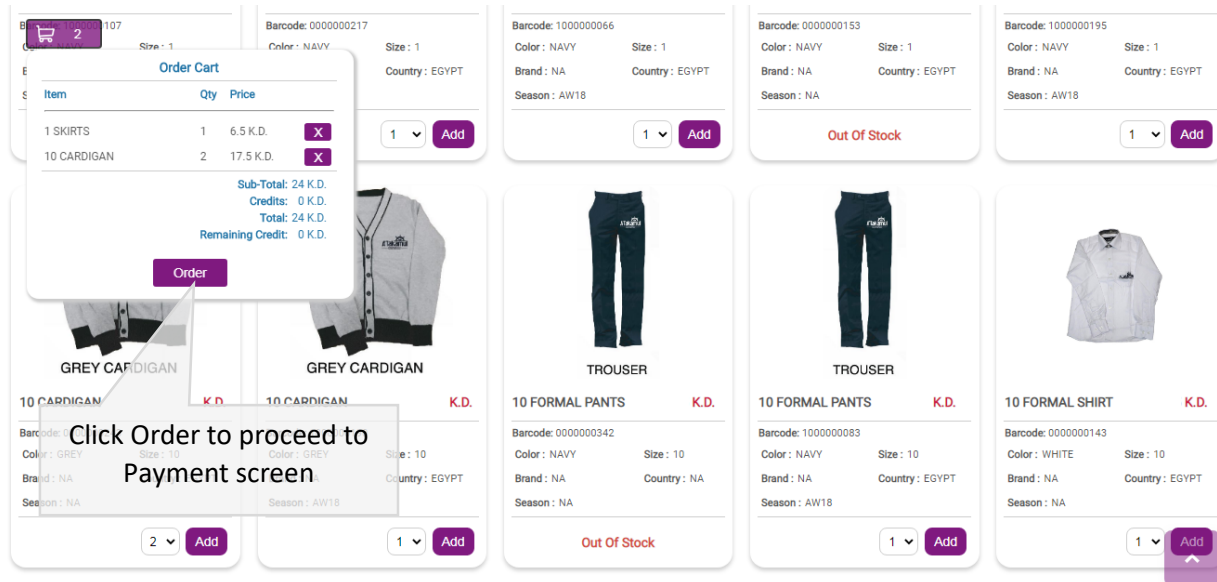 Barcode: 1000000107
Barcode: 0000000217
Barcode: 1000000066
Barcode: 0000000153
Barcode: 1000000195
2
Size : 1
Color : NAVY
Size : 1
Color : NAVY
Size : 1
Color : NAVY
Size : 1
Color : NAVY
Size : 1
Country : EGYPT
Brand : NA
Country : EGYPT
Brand : NA
Country : EGYPT
Brand : NA
Country : EGYPT
Season : AW18
Season : NA
Season : AW18
1
Add
1
Add
Out Of Stock
1
Add
Order Cart
Item Qty Price
1 SKIRTS 1 6.5 K.D. X
10 CARDIGAN 2 17.5 K.D. X
Sub-Total: 24 K.D.
Credits: 0 K.D.
Total: 24 K.D.
Remaining Credit: 0 K.D.
Order
Click Order to proceed to
Payment screen
GREY CARDIGAN
GREY CARDIGAN
TROUSER
TROUSER
10 CARDIGAN K.D.
10 CARDIGAN K.D.
10 FORMAL PANTS K.D.
10 FORMAL PANTS K.D.
10 FORMAL SHIRT K.D.
Barcode: 0000000342
Barcode: 1000000083
Barcode: 0000000143
Color : GREY
Size : 10
Color : GREY
Size : 10
Color : NAVY
Size : 10
Color : NAVY
Size : 10
Color : WHITE
Size : 10
Brand : NA
Country : EGYPT
Brand : NA
Country : NA
Brand : NA
Country : EGYPT
Brand : NA
Country : EGYPT
Season : NA
Season : AW18
Season : NA
Season : AW18
Season : NA
2
Add
1
Add
Out Of Stock
1
Add
1
Add